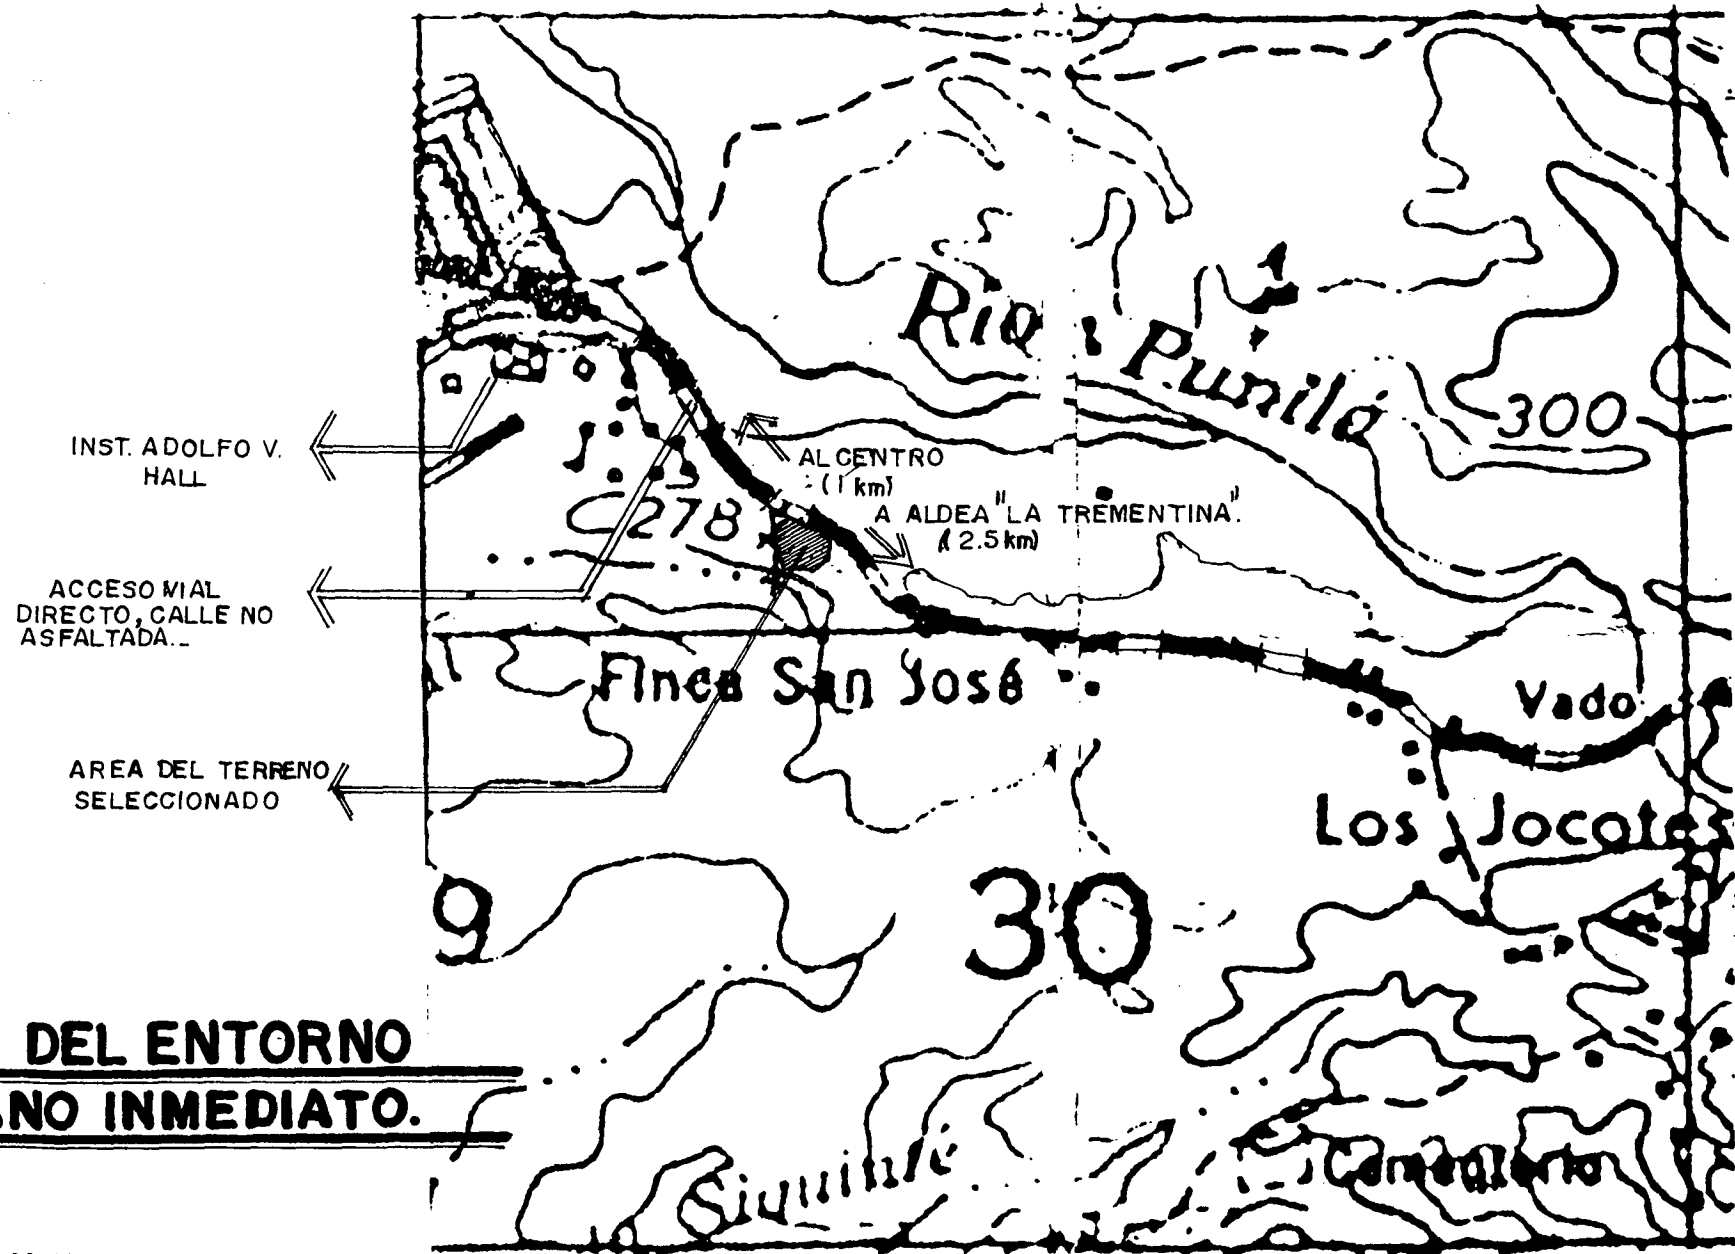 Río Punilá
300
INST. ADOLFO V.
HALL
AL CENTRO
(1 km)
278
A ALDEA "LA TREMENTINA".
(2.5 km)
ACCESO VIAL
DIRECTO, CALLE NO
ASFALTADA..
Finca San José
Vado
AREA DEL TERRENO
SELECCIONADO
Los Jocotes
9
30
DEL ENTORNO
NO INMEDIATO.
Cementerio